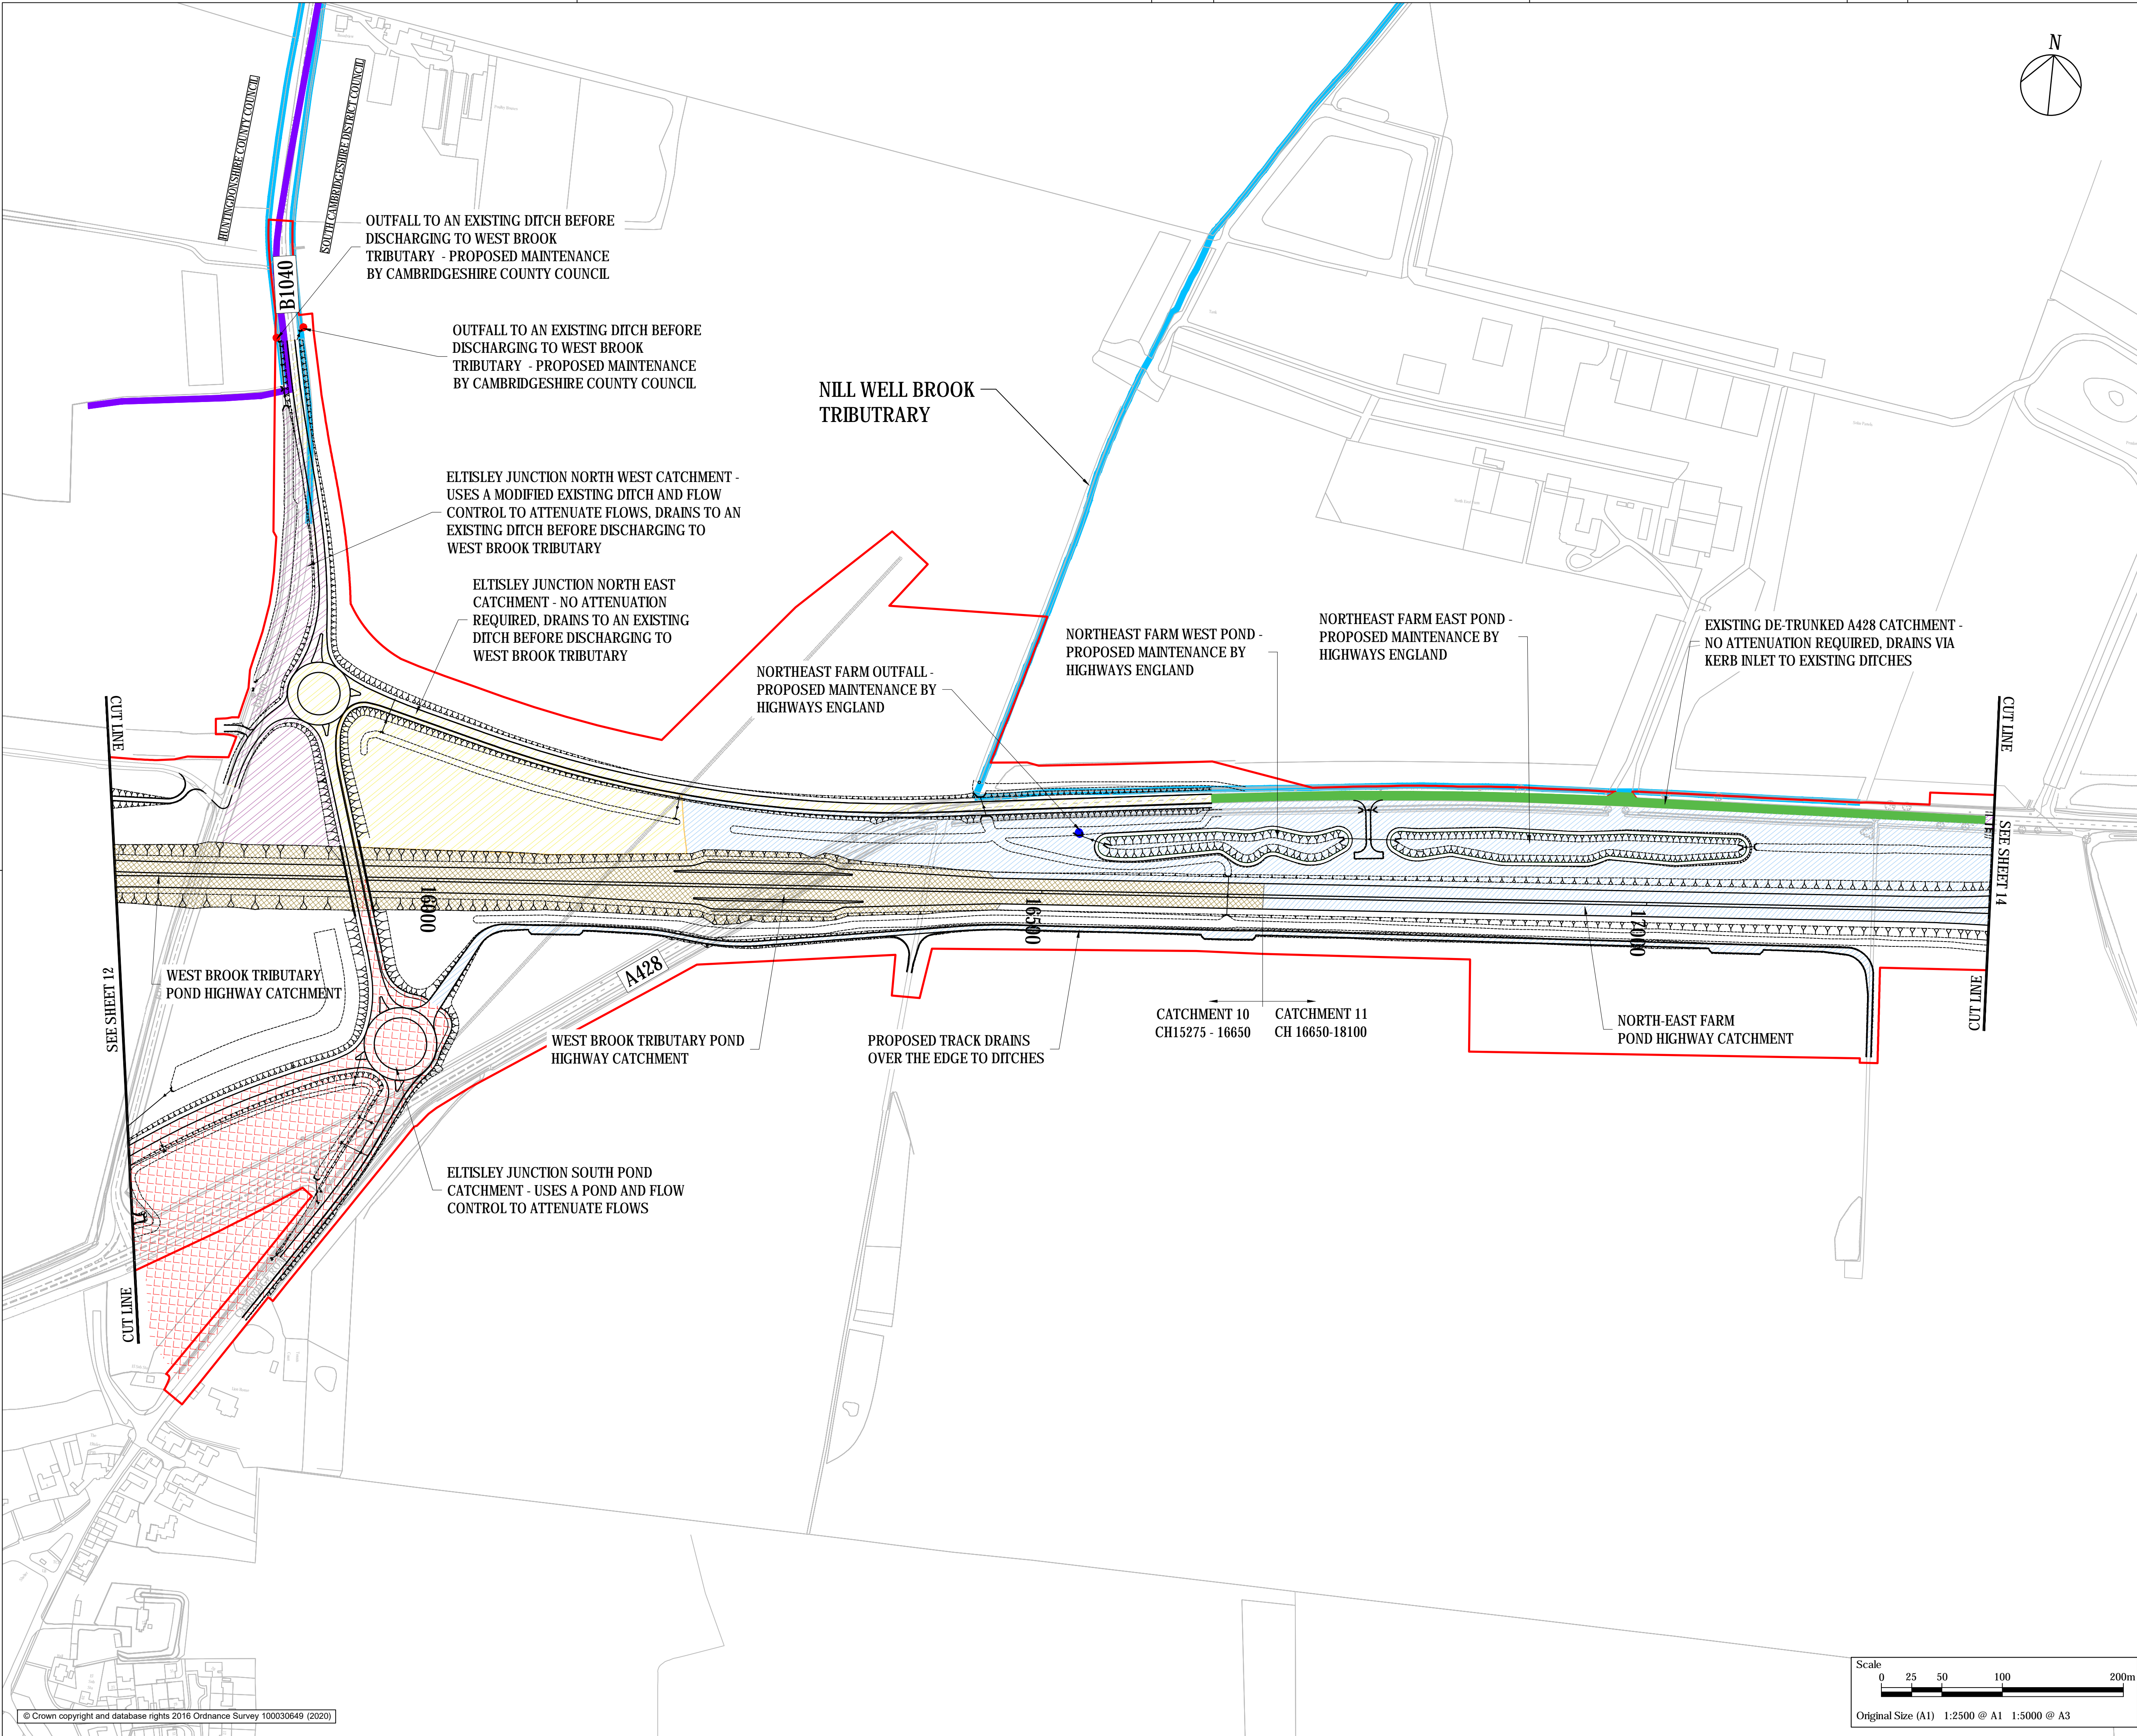 N
HUNTINGDONSHIRE COUNTY COUNCIL
SOUTH CAMBRIDGESHIRE DISTRICT COUNCIL
OUTFALL TO AN EXISTING DITCH BEFORE
DISCHARGING TO WEST BROOK
TRIBUTARY - PROPOSED MAINTENANCE
BY CAMBRIDGESHIRE COUNTY COUNCIL
B1040
OUTFALL TO AN EXISTING DITCH BEFORE
DISCHARGING TO WEST BROOK
TRIBUTARY - PROPOSED MAINTENANCE
BY CAMBRIDGESHIRE COUNTY COUNCIL
NILL WELL BROOK
TRIBUTRARY
ELTISLEY JUNCTION NORTH WEST CATCHMENT -
USES A MODIFIED EXISTING DITCH AND FLOW
CONTROL TO ATTENUATE FLOWS, DRAINS TO AN
EXISTING DITCH BEFORE DISCHARGING TO
WEST BROOK TRIBUTARY
ELTISLEY JUNCTION NORTH EAST
CATCHMENT - NO ATTENUATION
REQUIRED, DRAINS TO AN EXISTING
DITCH BEFORE DISCHARGING TO
WEST BROOK TRIBUTARY
NORTHEAST FARM OUTFALL -
PROPOSED MAINTENANCE BY
HIGHWAYS ENGLAND
NORTHEAST FARM WEST POND -
PROPOSED MAINTENANCE BY
HIGHWAYS ENGLAND
NORTHEAST FARM EAST POND -
PROPOSED MAINTENANCE BY
HIGHWAYS ENGLAND
EXISTING DE-TRUNKED A428 CATCHMENT -
NO ATTENUATION REQUIRED, DRAINS VIA
KERB INLET TO EXISTING DITCHES
CUT LINE
CUT LINE
SEE SHEET 14
16000
16500
17000
SEE SHEET 12
WEST BROOK TRIBUTARY
POND HIGHWAY CATCHMENT
A428
WEST BROOK TRIBUTARY POND
HIGHWAY CATCHMENT
PROPOSED TRACK DRAINS
OVER THE EDGE TO DITCHES
CATCHMENT 10
CH15275 - 16650
CATCHMENT 11
CH 16650-18100
NORTH-EAST FARM
POND HIGHWAY CATCHMENT
CUT LINE
ELTISLEY JUNCTION SOUTH POND
CATCHMENT - USES A POND AND FLOW
CONTROL TO ATTENUATE FLOWS
CUT LINE
Scale
0 25 50 100 200m
Original Size (A1) 1:2500 @ A1 1:5000 @ A3
© Crown copyright and database rights 2016 Ordnance Survey 100030649 (2020)